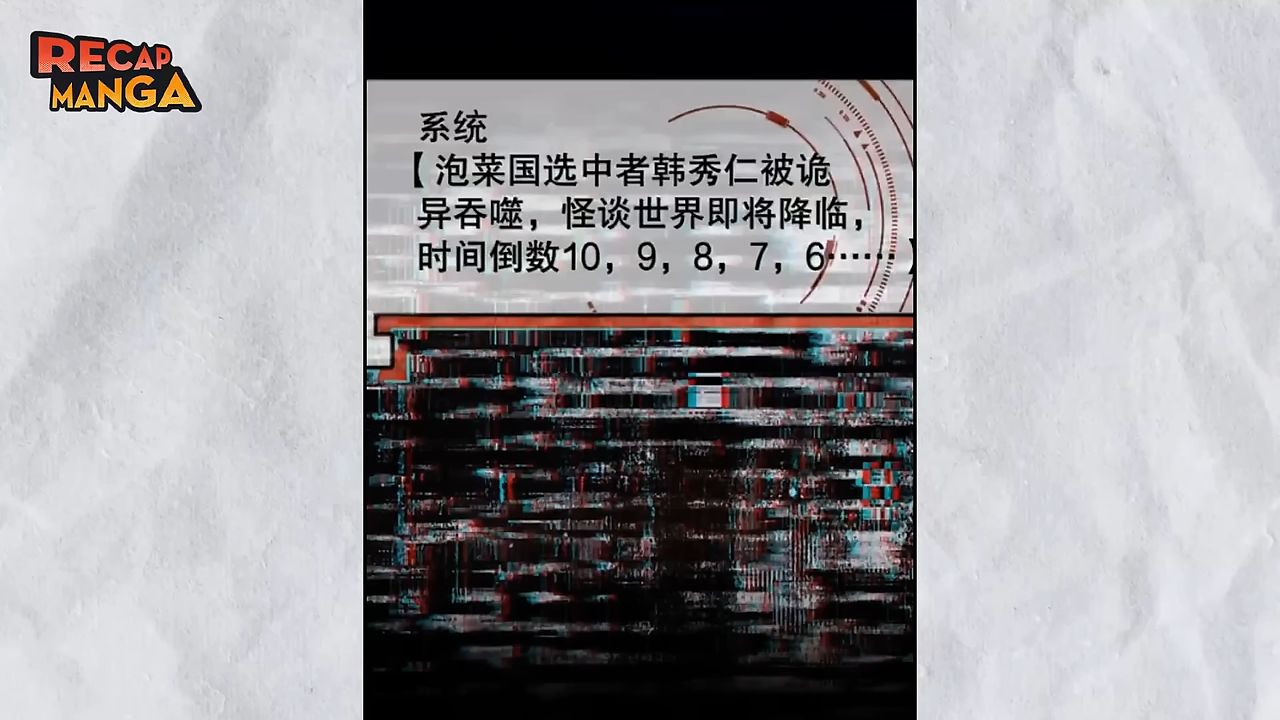 RECAP
MANGA
系统
【泡菜国选中者韩秀仁被诡
异吞噬，怪谈世界即将降临，
时间倒数10，9，8，7，6……】